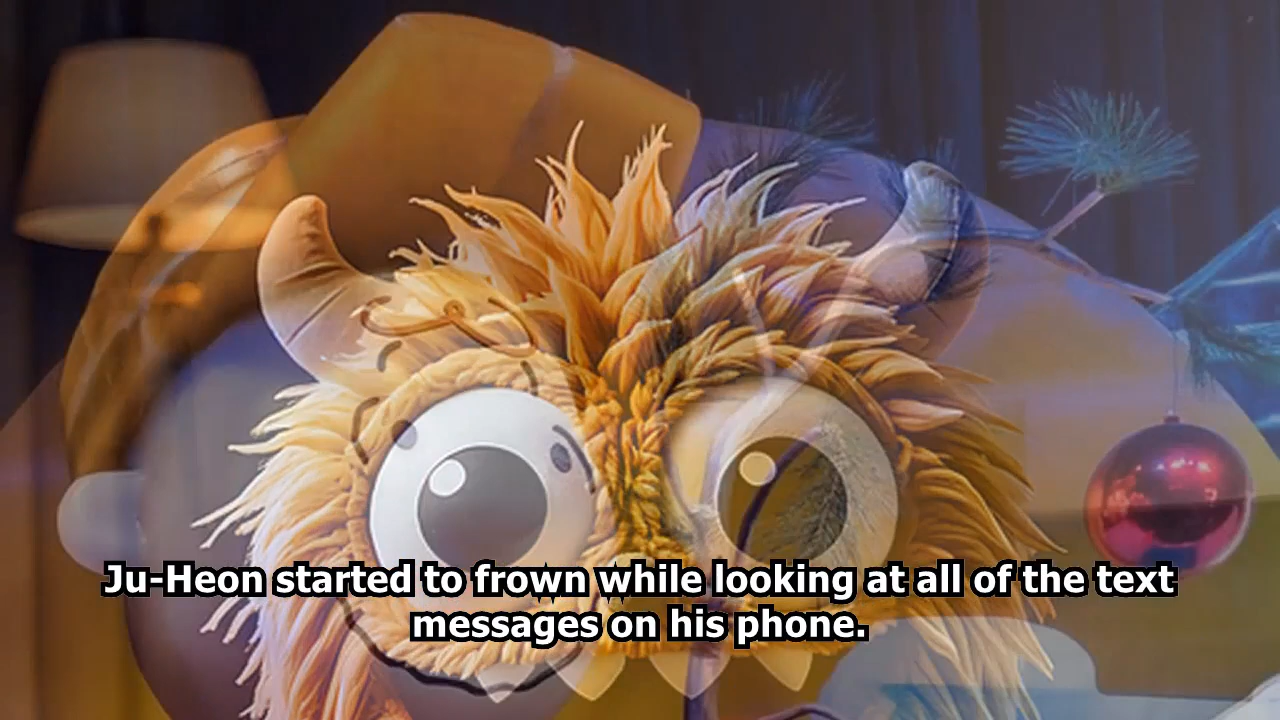 Ju-Heon started to frown while looking at all of the text
messages on his phone.